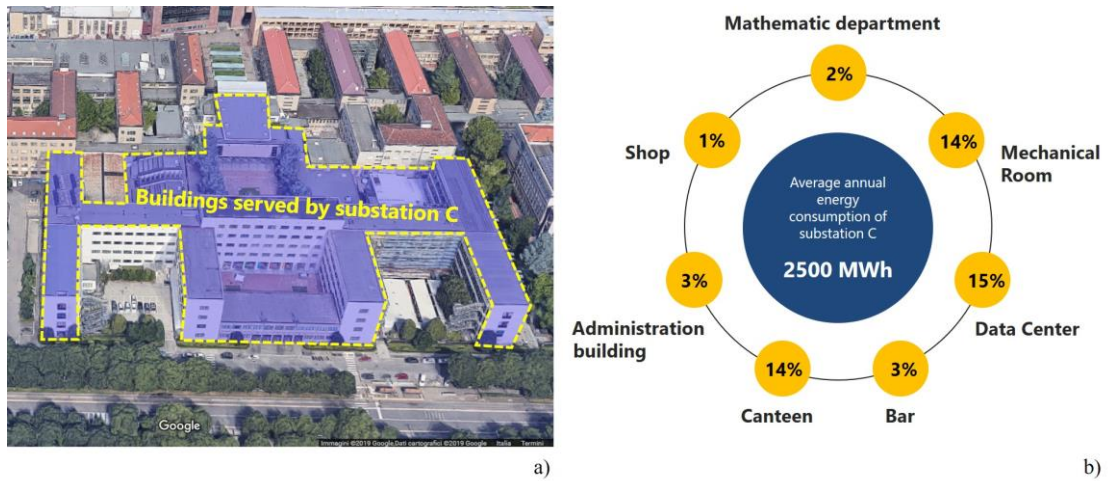 Buildings served by substation C
Google
Immagini ©2019 Google,Dati cartografici ©2019 Google Italia Termini
a)
Mathematic department
2%
14%
Mechanical
Room
15%
Data Center
3%
Bar
14%
Canteen
3%
Administration
building
1%
Shop
Average annual
energy
consumption of
substation C
2500 MWh
b)